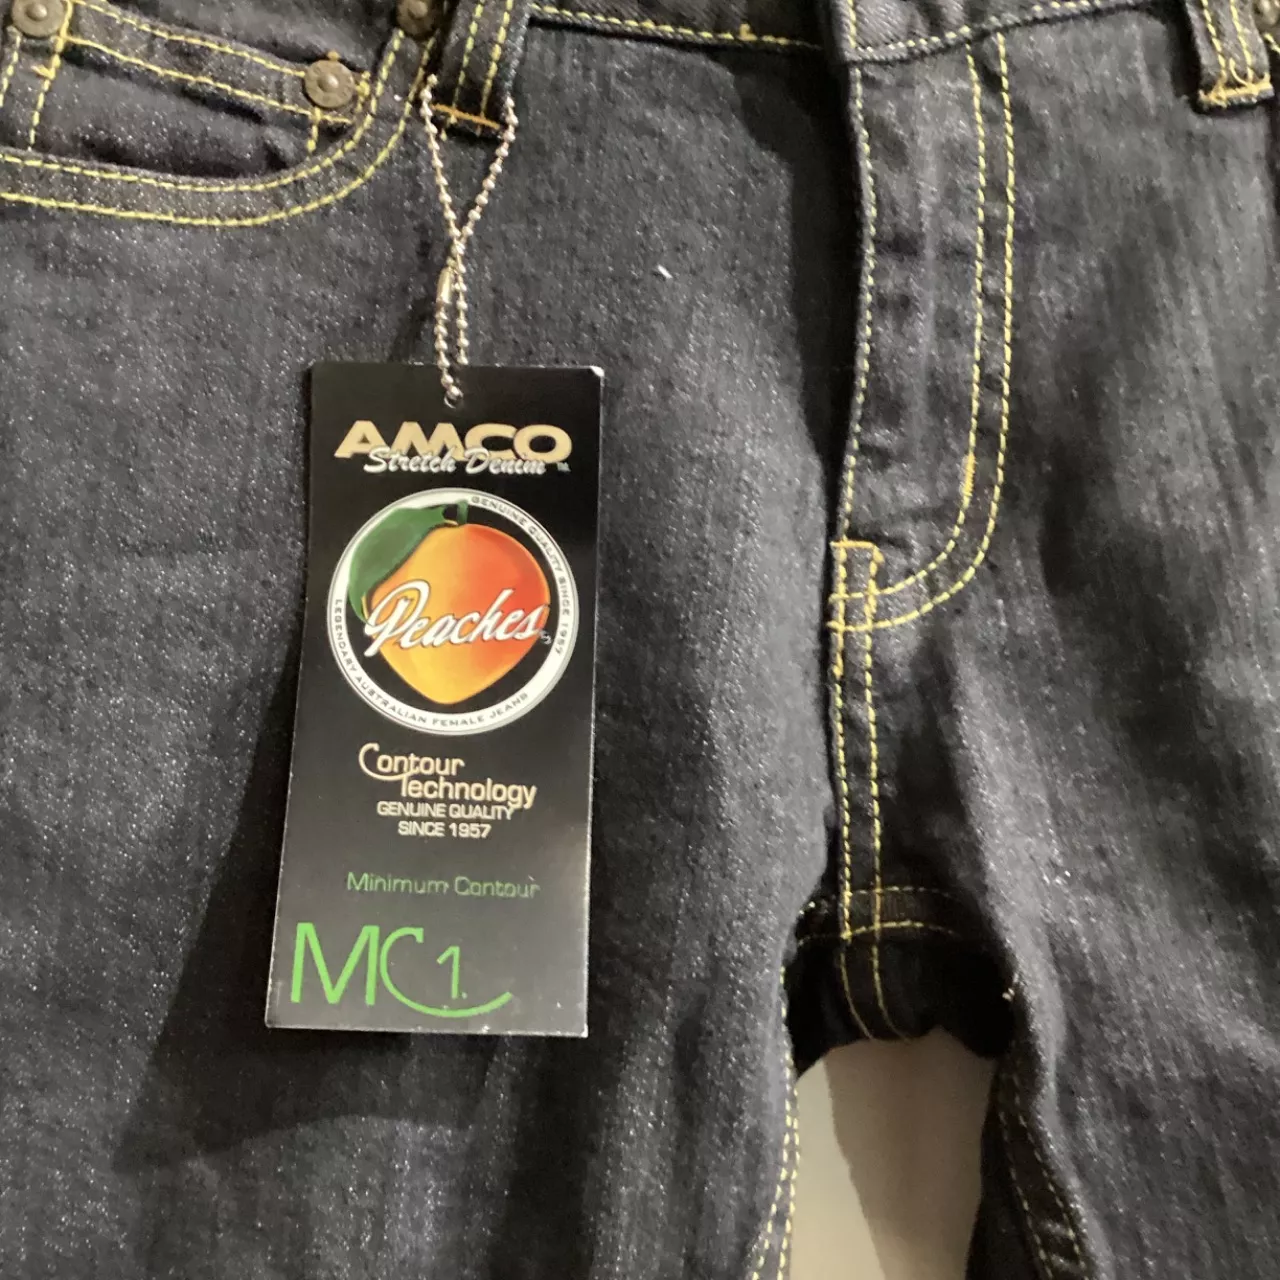 AMCO
Stretch Denim™
GENUINE QUALITY SINCE 1957
Peaches®
LEGENDARY AUSTRALIAN FEMALE JEANS
Contour
Technology
GENUINE QUALITY
SINCE 1957
Minimum Contour
MC1